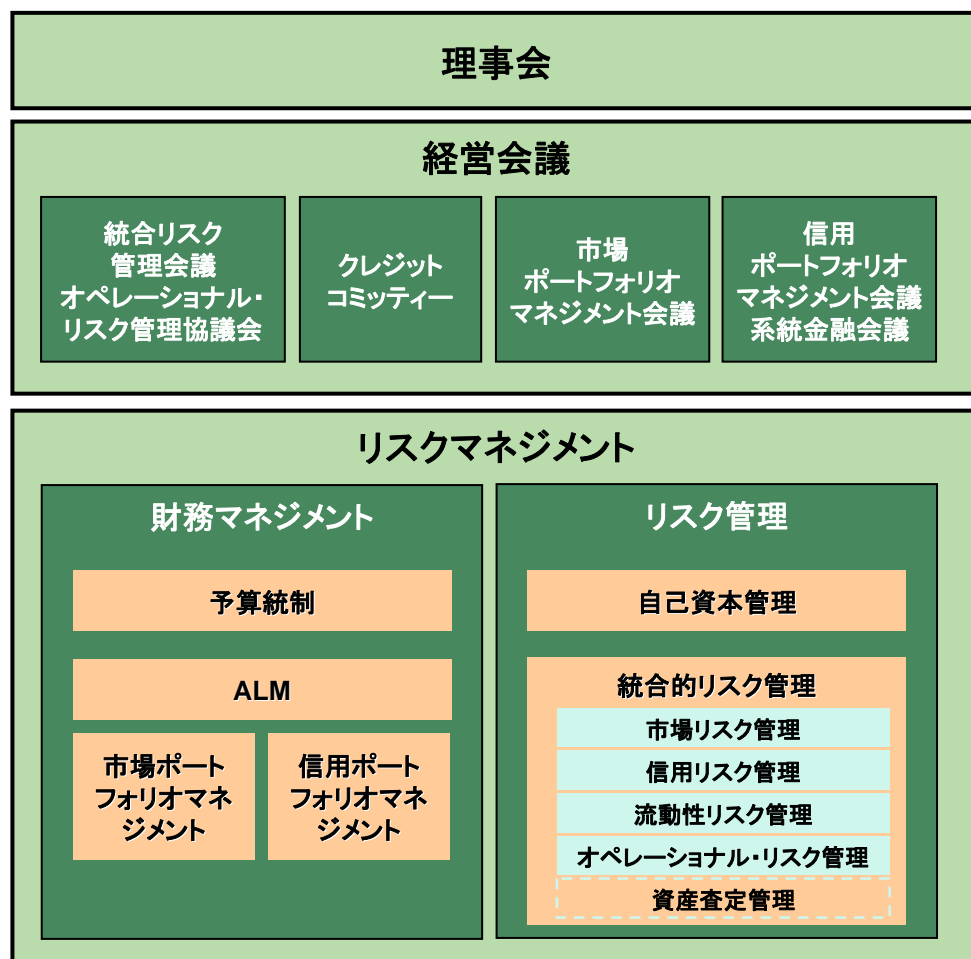 理事会
経営会議
統合リスク
管理会議
オペレーショナル・
リスク管理協議会
クレジット
コミッティー
市場
ポートフォリオ
マネジメント会議
信用
ポートフォリオ
マネジメント会議
系統金融会議
リスクマネジメント
財務マネジメント
予算統制
ALM
市場ポート
フォリオマネ
ジメント
信用ポート
フォリオマネ
ジメント
リスク管理
自己資本管理
統合的リスク管理
市場リスク管理
信用リスク管理
流動性リスク管理
オペレーショナル・リスク管理
資産査定管理